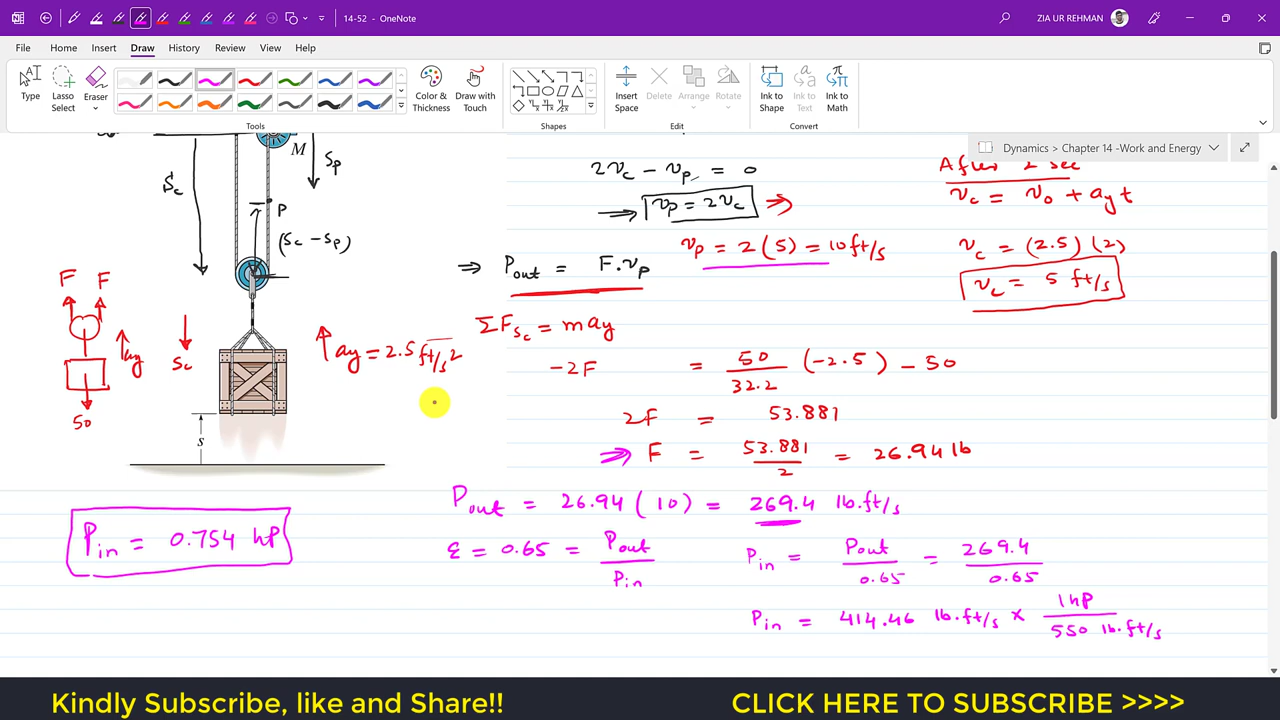 14-52 - OneNote
ZIA UR REHMAN
File Home Insert Draw History Review View Help
Type
Lasso Select
Eraser
Color & Thickness
Draw with Touch
Insert Space
Delete
Arrange
Rotate
Ink to Shape
Ink to Text
Ink to Math
Tools
Shapes
Edit
Convert
Dynamics > Chapter 14 -Work and Energy
M
Sp
Sc
P
(Sc - Sp)
F F
ay
50
Sc
ay = 2.5 ft/s2
s
2vc - vp = 0
⇒ vp = 2vc ⇒
vp = 2(5) = 10 ft/s
⇒ Pout = F.vp
ΣFsc = may
-2F = 50/32.2 (-2.5) - 50
2F = 53.881
⇒ F = 53.881/2 = 26.94 lb
After 2 sec
vc = v0 + ay t
vc = (2.5)(2)
vc = 5 ft/s
Pout = 26.94 (10) = 269.4 lb.ft/s
ε = 0.65 = Pout/Pin
Pin = Pout/0.65 = 269.4/0.65
Pin = 414.46 lb.ft/s × 1hP/550 lb.ft/s
Pin = 0.754 hP
Kindly Subscribe, like and Share!!
CLICK HERE TO SUBSCRIBE >>>>